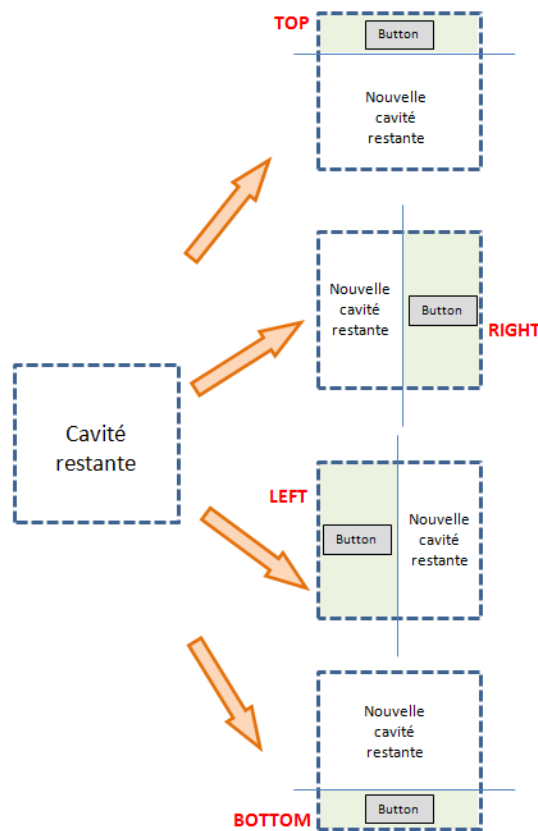 TOP
Button
Nouvelle
cavité
restante
Nouvelle
cavité
restante
Button
RIGHT
Cavité
restante
LEFT
Button
Nouvelle
cavité
restante
Nouvelle
cavité
restante
BOTTOM
Button